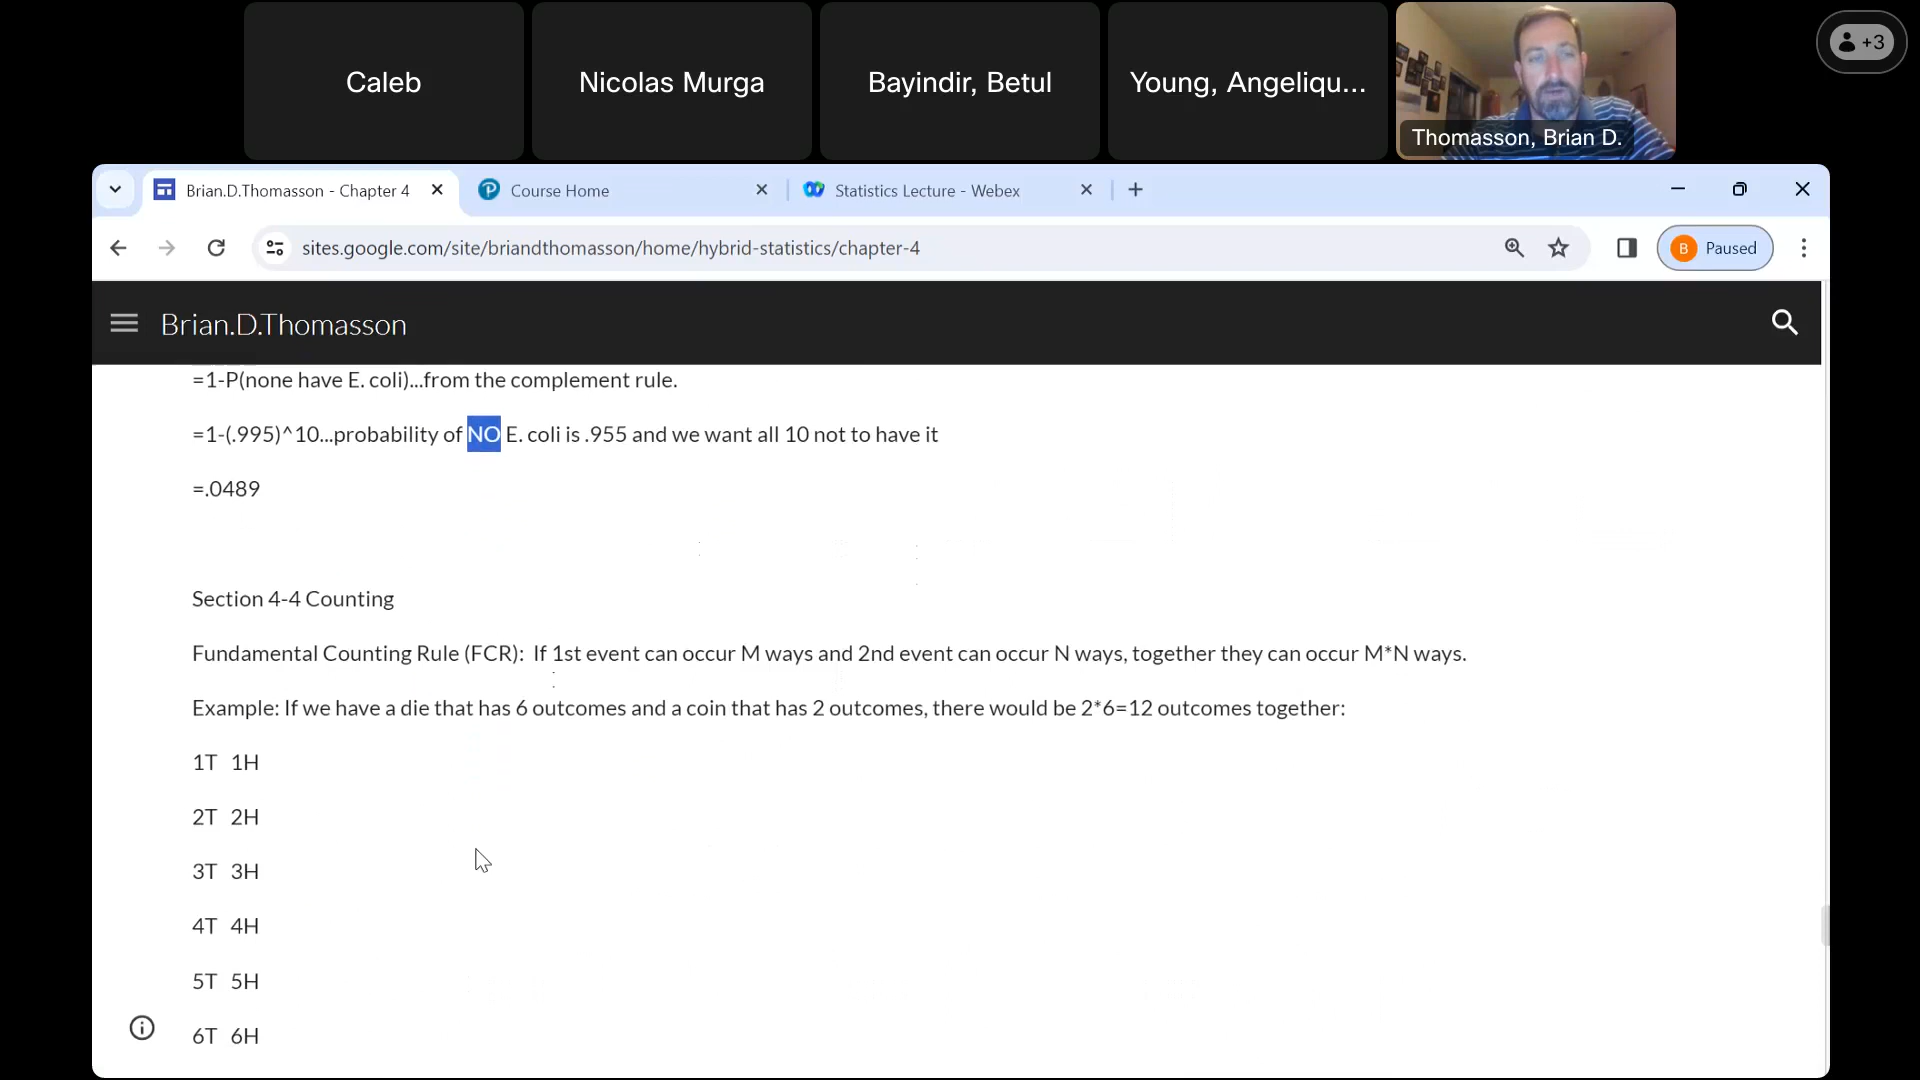 Caleb
Nicolas Murga
Bayindir, Betul
Young, Angeliqu...
Thomasson, Brian D.
+3
Brian.D.Thomasson - Chapter 4
Course Home
Statistics Lecture - Webex
sites.google.com/site/briandthomasson/home/hybrid-statistics/chapter-4
B Paused
Brian.D.Thomasson
=1-P(none have E. coli)...from the complement rule.
=1-(.995)^10...probability of NO E. coli is .955 and we want all 10 not to have it
=.0489
Section 4-4 Counting
Fundamental Counting Rule (FCR):  If 1st event can occur M ways and 2nd event can occur N ways, together they can occur M*N ways.
Example: If we have a die that has 6 outcomes and a coin that has 2 outcomes, there would be 2*6=12 outcomes together:
1T 1H
2T 2H
3T 3H
4T 4H
5T 5H
6T 6H